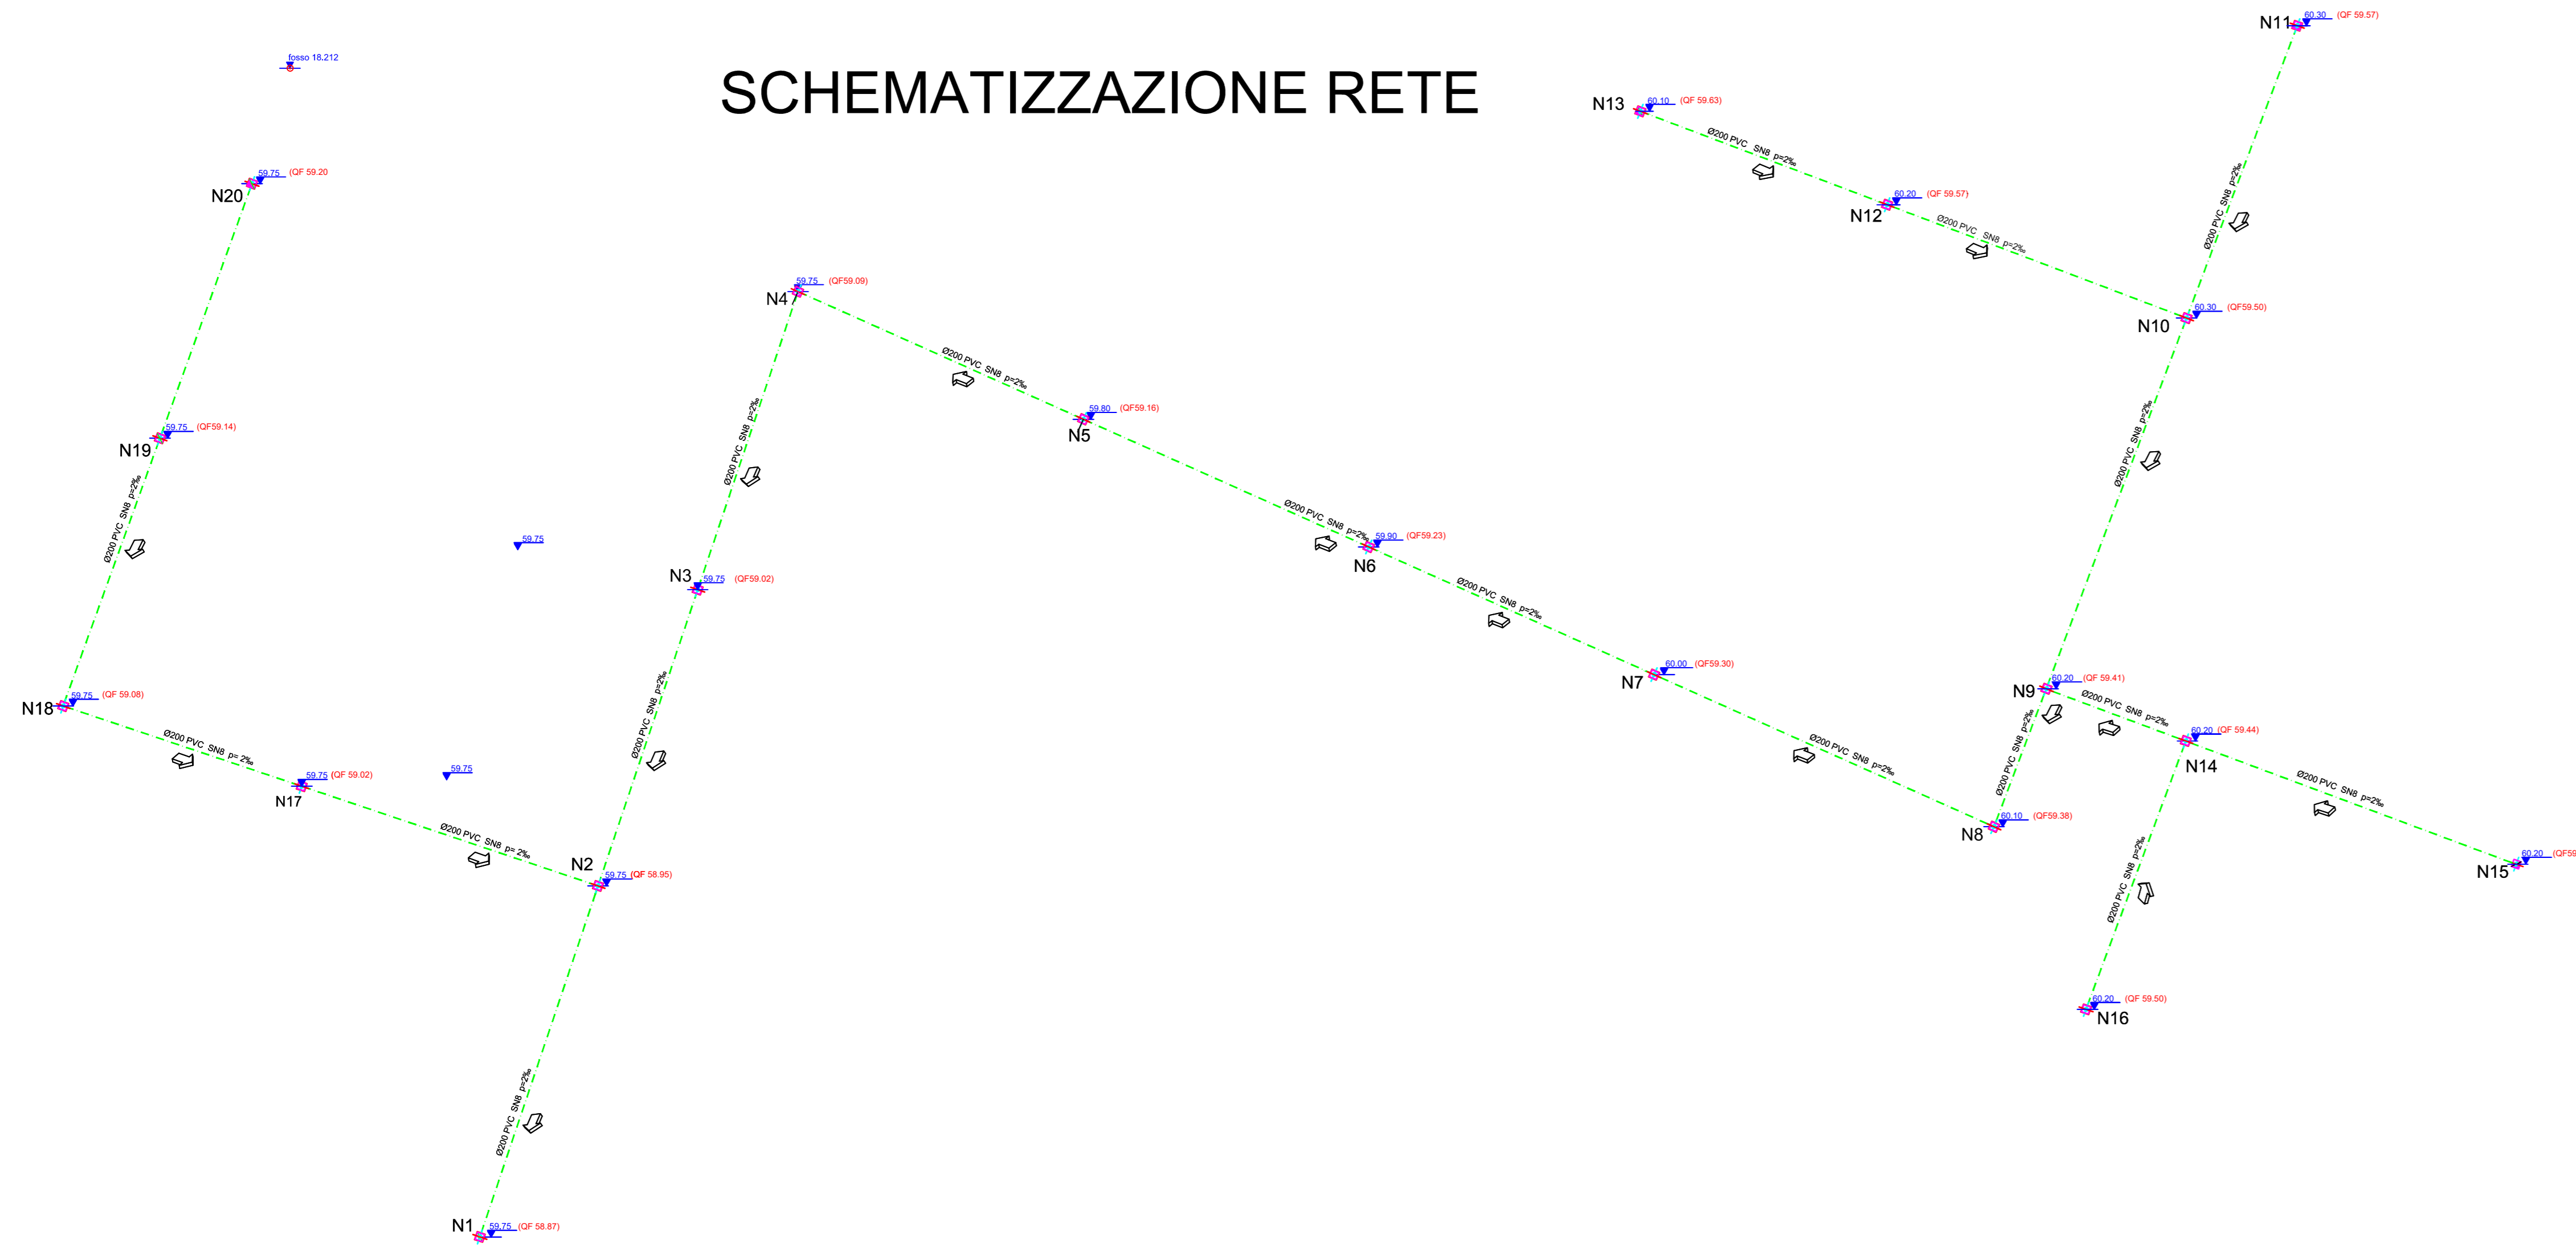 N11
60.30 (QF 59.57)
fosso 18.212
SCHEMATIZZAZIONE RETE
N13
60.10 (QF 59.63)
Ø200 PVC SN8 p=2‰
N20
59.75 (QF 59.20
N12
60.20 (QF 59.57)
Ø200 PVC SN8 p=2‰
Ø200 PVC SN8 p=2‰
N4
59.75 (QF59.09)
N10
60.30 (QF59.50)
Ø200 PVC SN8 p=2‰
N5
59.80 (QF59.16)
N19
59.75 (QF59.14)
Ø200 PVC SN8 p=2‰
Ø200 PVC SN8 p=2‰
Ø200 PVC SN8 p=2‰
Ø200 PVC SN8 p=2‰
59.75
N6
59.90 (QF59.23)
N3
59.75 (QF59.02)
Ø200 PVC SN8 p=2‰
N7
60.00 (QF59.30)
N9
60.20 (QF 59.41)
Ø200 PVC SN8 p=2‰
N18
59.75 (QF 59.08)
Ø200 PVC SN8 p= 2‰
Ø200 PVC SN8 p=2‰
Ø200 PVC SN8 p=2‰
Ø200 PVC SN8 p=2‰
N14
60.20 (QF 59.44)
59.75
N17
59.75 (QF 59.02)
Ø200 PVC SN8 p=2‰
N8
60.10 (QF59.38)
Ø200 PVC SN8 p= 2‰
N2
59.75 (QF 58.95)
N15
60.20 (QF59
Ø200 PVC SN8 p=2‰
N16
60.20 (QF 59.50)
Ø200 PVC SN8 p=2‰
N1
59.75 (QF 58.87)